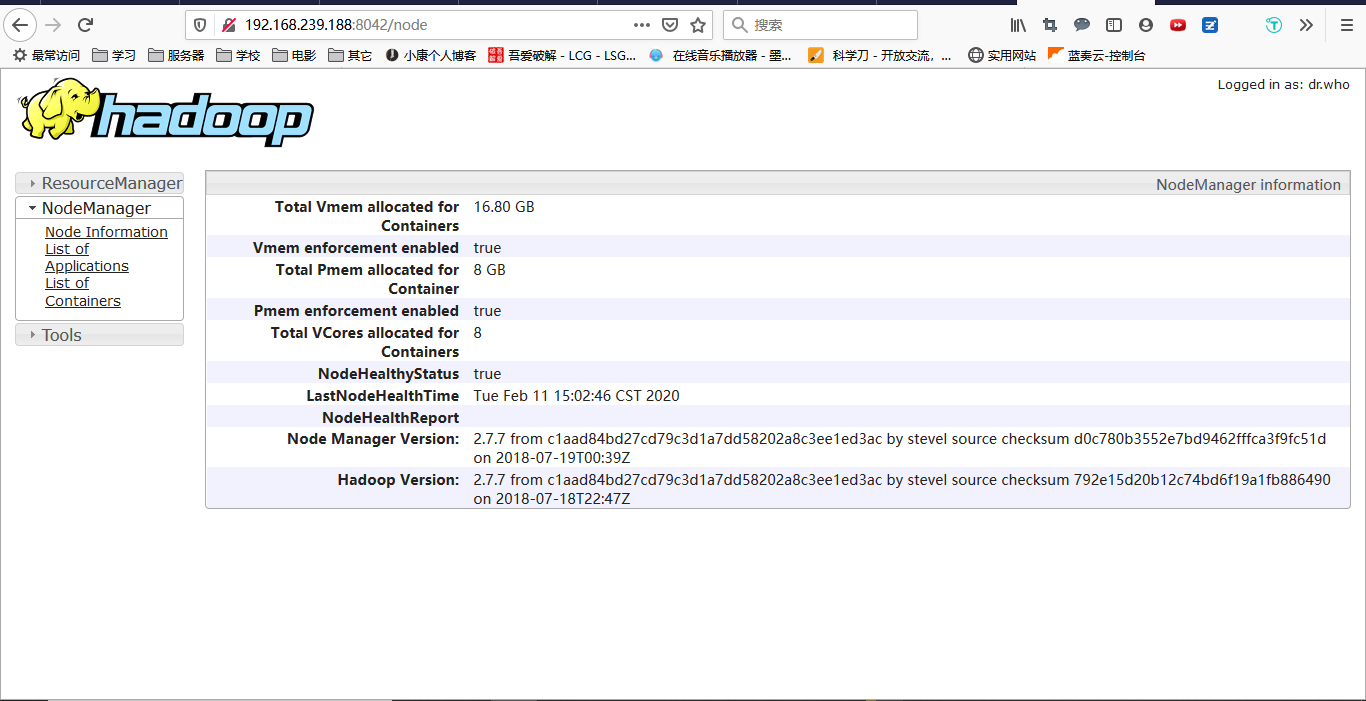 192.168.239.188:8042/node
搜索
最常访问 学习 服务器 学校 电影 其它 小康个人博客 吾爱破解 - LCG - LSG... 在线音乐播放器 - 墨... 科学刀 - 开放交流，... 实用网站 蓝奏云-控制台
Logged in as: dr.who
hadoop
ResourceManager
NodeManager
Node Information
List of
Applications
List of
Containers
Tools
NodeManager information
Total Vmem allocated for 16.80 GB
Containers
Vmem enforcement enabled true
Total Pmem allocated for 8 GB
Container
Pmem enforcement enabled true
Total VCores allocated for 8
Containers
NodeHealthyStatus true
LastNodeHealthTime Tue Feb 11 15:02:46 CST 2020
NodeHealthReport
Node Manager Version: 2.7.7 from c1aad84bd27cd79c3d1a7dd58202a8c3ee1ed3ac by stevel source checksum d0c780b3552e7bd9462fffca3f9fc51d
on 2018-07-19T00:39Z
Hadoop Version: 2.7.7 from c1aad84bd27cd79c3d1a7dd58202a8c3ee1ed3ac by stevel source checksum 792e15d20b12c74bd6f19a1fb886490
on 2018-07-18T22:47Z